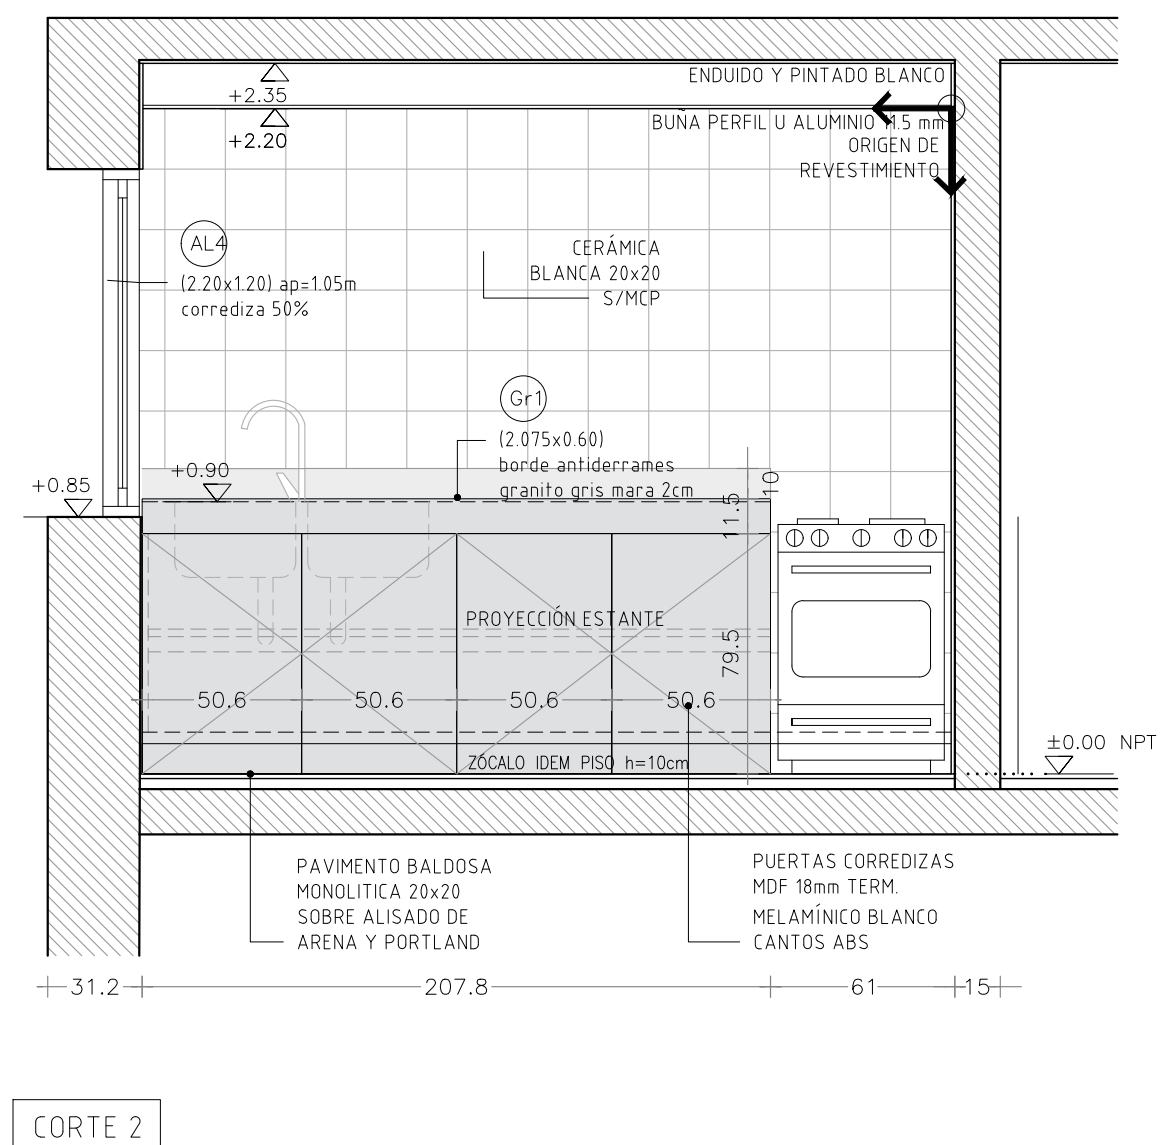 ENDUIDO Y PINTADO BLANCO
+2.35
BUÑA PERFIL U ALUMINIO 11.5 mm
+2.20
ORIGEN DE
REVESTIMIENTO
AL4
(2.20x1.20) ap=1.05m
corrediza 50%
CERÁMICA
BLANCA 20x20
S/MCP
Gr1
(2.075x0.60)
borde antiderrames
granito gris mara 2cm
+0.90
+0.85
10
11.5
PROYECCIÓN ESTANTE
79.5
50.6
50.6
50.6
50.6
±0.00 NPT
ZÓCALO IDEM PISO h=10cm
PAVIMENTO BALDOSA
MONOLITICA 20x20
SOBRE ALISADO DE
ARENA Y PORTLAND
PUERTAS CORREDIZAS
MDF 18mm TERM.
MELAMÍNICO BLANCO
CANTOS ABS
31.2
207.8
61
15
CORTE 2